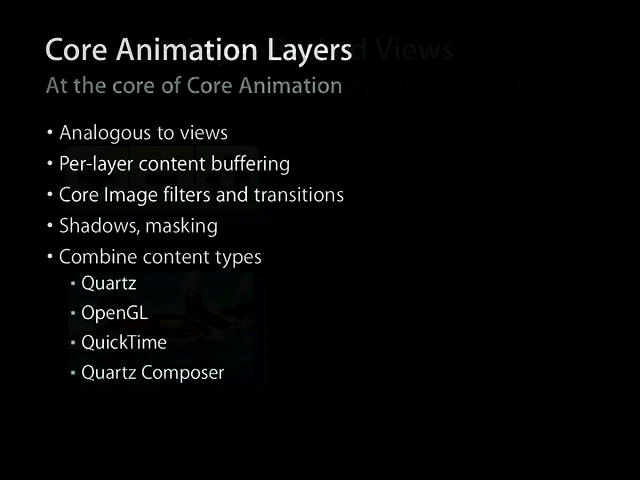 Core Animation Layers
At the core of Core Animation
• Analogous to views
• Per-layer content buffering
• Core Image filters and transitions
• Shadows, masking
• Combine content types
▪ Quartz
▪ OpenGL
▪ QuickTime
▪ Quartz Composer